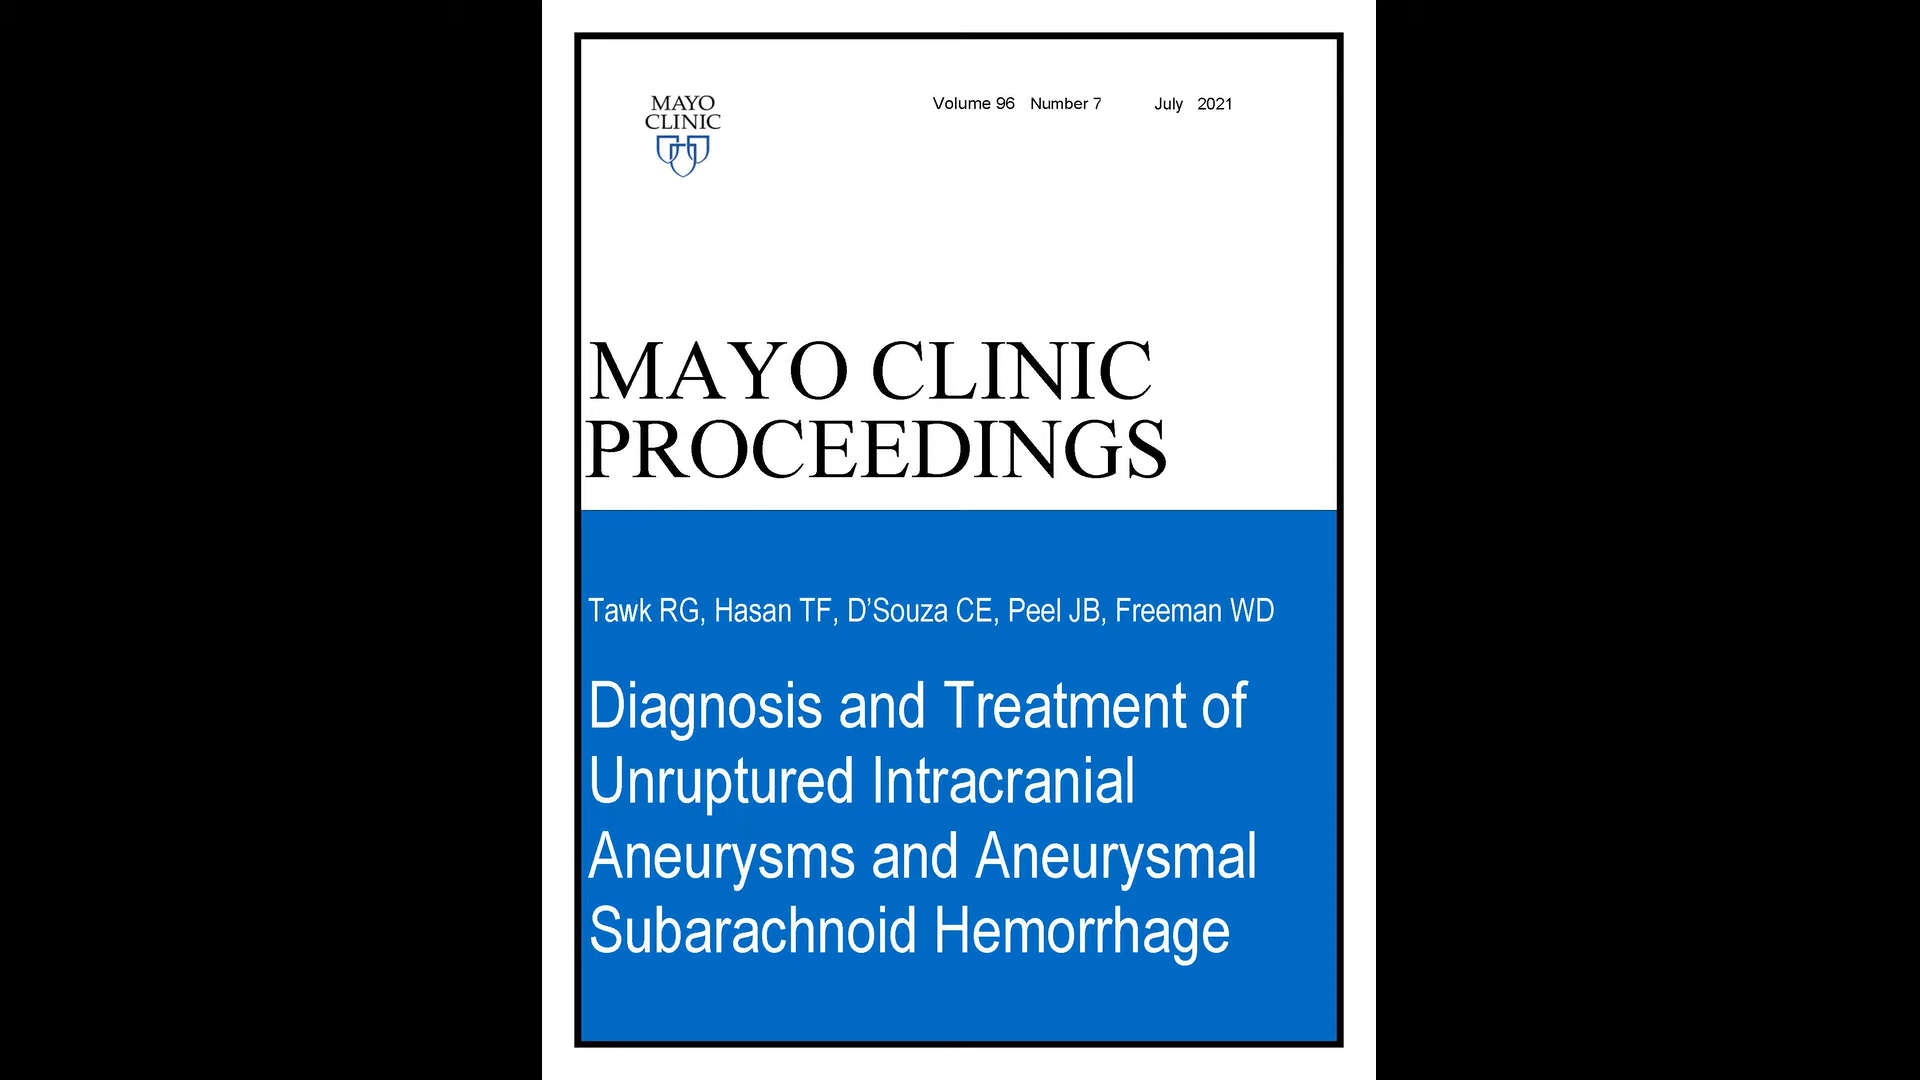 MAYO
CLINIC
Volume 96 Number 7 July 2021
MAYO CLINIC
PROCEEDINGS
Tawk RG, Hasan TF, D’Souza CE, Peel JB, Freeman WD
Diagnosis and Treatment of
Unruptured Intracranial
Aneurysms and Aneurysmal
Subarachnoid Hemorrhage